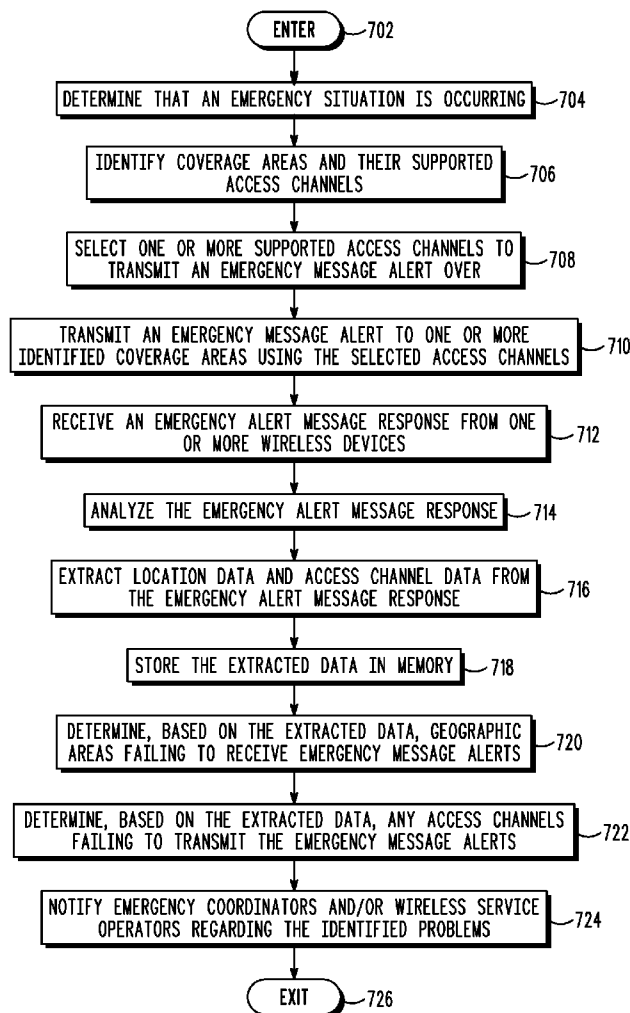 ENTER 702
DETERMINE THAT AN EMERGENCY SITUATION IS OCCURRING 704
IDENTIFY COVERAGE AREAS AND THEIR SUPPORTED
ACCESS CHANNELS 706
SELECT ONE OR MORE SUPPORTED ACCESS CHANNELS TO
TRANSMIT AN EMERGENCY MESSAGE ALERT OVER 708
TRANSMIT AN EMERGENCY MESSAGE ALERT TO ONE OR MORE
IDENTIFIED COVERAGE AREAS USING THE SELECTED ACCESS CHANNELS 710
RECEIVE AN EMERGENCY ALERT MESSAGE RESPONSE FROM ONE
OR MORE WIRELESS DEVICES 712
ANALYZE THE EMERGENCY ALERT MESSAGE RESPONSE 714
EXTRACT LOCATION DATA AND ACCESS CHANNEL DATA FROM
THE EMERGENCY ALERT MESSAGE RESPONSE 716
STORE THE EXTRACTED DATA IN MEMORY 718
DETERMINE, BASED ON THE EXTRACTED DATA, GEOGRAPHIC
AREAS FAILING TO RECEIVE EMERGENCY MESSAGE ALERTS 720
DETERMINE, BASED ON THE EXTRACTED DATA, ANY ACCESS CHANNELS
FAILING TO TRANSMIT THE EMERGENCY MESSAGE ALERTS 722
NOTIFY EMERGENCY COORDINATORS AND/OR WIRELESS SERVICE
OPERATORS REGARDING THE IDENTIFIED PROBLEMS 724
EXIT 726